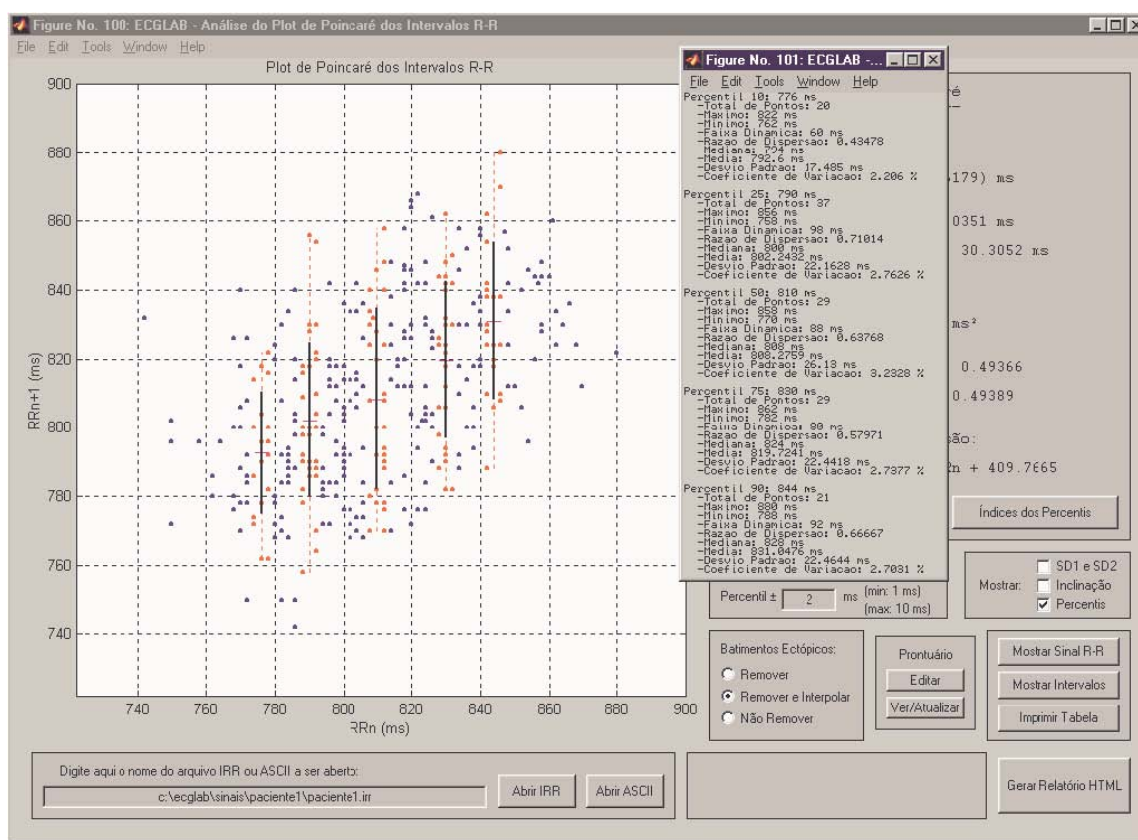 Figure No. 100: ECGLAB - Análise do Plot de Poincaré dos Intervalos R-R
File Edit Tools Window Help
Plot de Poincaré dos Intervalos R-R
900
880
860
840
820
800
780
760
740
RRn+1 (ms)
740 760 780 800 820 840 860 880 900
RRn (ms)
Figure No. 101: ECGLAB -...
File Edit Tools Window Help
Percentil 10: 776 ms
-Total de Pontos: 20
-Maximo: 822 ms
-Minimo: 762 ms
-Faixa Dinamica: 60 ms
-Razao de Dispersao: 0.43478
-Mediana: 794 ms
-Media: 792.6 ms
-Desvio Padrao: 17.485 ms
-Coeficiente de Variacao: 2.206 %
Percentil 25: 790 ms
-Total de Pontos: 37
-Maximo: 856 ms
-Minimo: 758 ms
-Faixa Dinamica: 98 ms
-Razao de Dispersao: 0.71014
-Mediana: 800 ms
-Media: 802.2432 ms
-Desvio Padrao: 22.1628 ms
-Coeficiente de Variacao: 2.7626 %
Percentil 50: 810 ms
-Total de Pontos: 29
-Maximo: 858 ms
-Minimo: 770 ms
-Faixa Dinamica: 88 ms
-Razao de Dispersao: 0.63768
-Mediana: 808 ms
-Media: 808.2759 ms
-Desvio Padrao: 26.13 ms
-Coeficiente de Variacao: 3.2328 %
Percentil 75: 830 ms
-Total de Pontos: 29
-Maximo: 862 ms
-Minimo: 782 ms
-Faixa Dinamica: 80 ms
-Razao de Dispersao: 0.57971
-Mediana: 824 ms
-Media: 819.7241 ms
-Desvio Padrao: 22.4418 ms
-Coeficiente de Variacao: 2.7377 %
Percentil 90: 844 ms
-Total de Pontos: 21
-Maximo: 880 ms
-Minimo: 788 ms
-Faixa Dinamica: 92 ms
-Razao de Dispersao: 0.66667
-Mediana: 828 ms
-Media: 831.0476 ms
-Desvio Padrao: 22.4644 ms
-Coeficiente de Variacao: 2.7031 %
ré
179) ms
0351 ms
30.3052 ms
ms²
0.49366
0.49389
são:
Rn + 409.7665
Índices dos Percentis
Percentil ± 2 ms (min: 1 ms)
(max: 10 ms)
Mostrar:
SD1 e SD2
Inclinação
Percentis
Batimentos Ectópicos:
Remover
Remover e Interpolar
Não Remover
Prontuário
Editar
Ver/Atualizar
Mostrar Sinal R-R
Mostrar Intervalos
Imprimir Tabela
Digite aqui o nome do arquivo IRR ou ASCII a ser aberto:
c:\ecglab\sinais\paciente1\paciente1.irr
Abrir IRR
Abrir ASCII
Gerar Relatório HTML